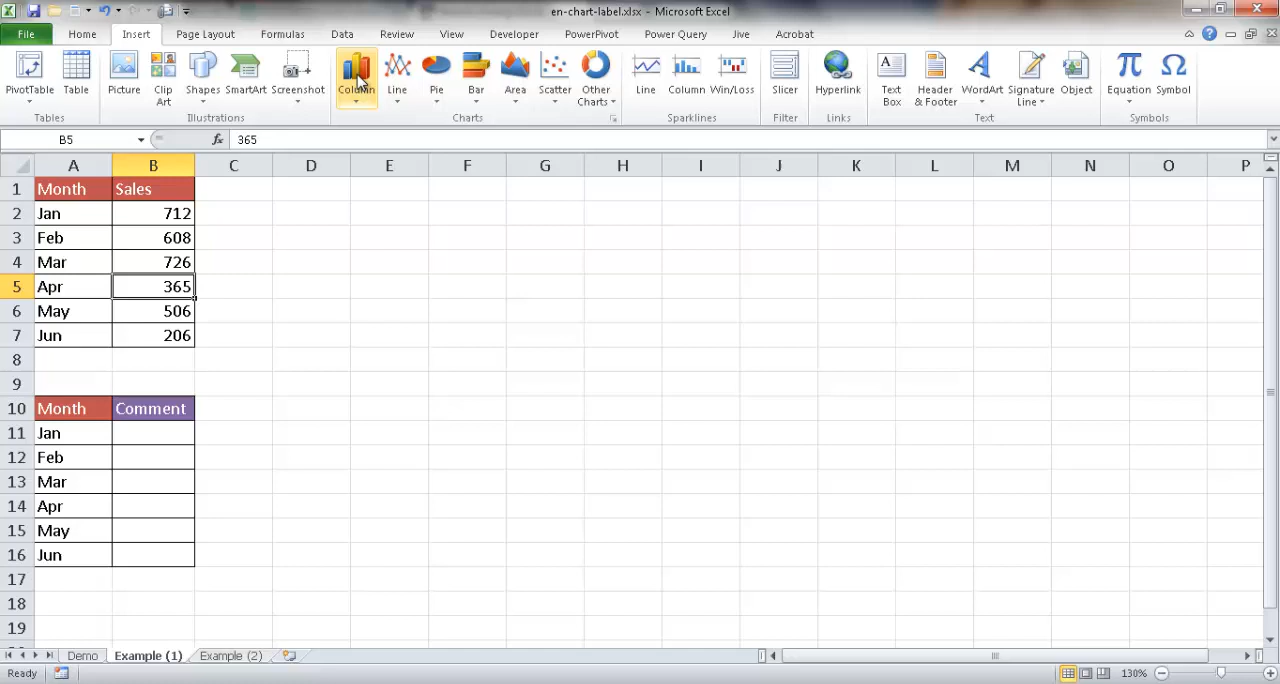 en-chart-label.xlsx - Microsoft Excel
File Home Insert Page Layout Formulas Data Review View Developer PowerPivot Power Query Jive Acrobat
PivotTable Table Picture Clip Art Shapes SmartArt Screenshot Column Line Pie Bar Area Scatter Other Charts Line Column Win/Loss Slicer Hyperlink Text Box Header & Footer WordArt Signature Line Object Equation Symbol
Tables Illustrations Charts Sparklines Filter Links Text Symbols
B5 fx 365
A B C D E F G H I J K L M N O P
1 Month Sales
2 Jan 712
3 Feb 608
4 Mar 726
5 Apr 365
6 May 506
7 Jun 206
8
9
10 Month Comment
11 Jan
12 Feb
13 Mar
14 Apr
15 May
16 Jun
17
18
19
Demo Example (1) Example (2)
Ready 130%